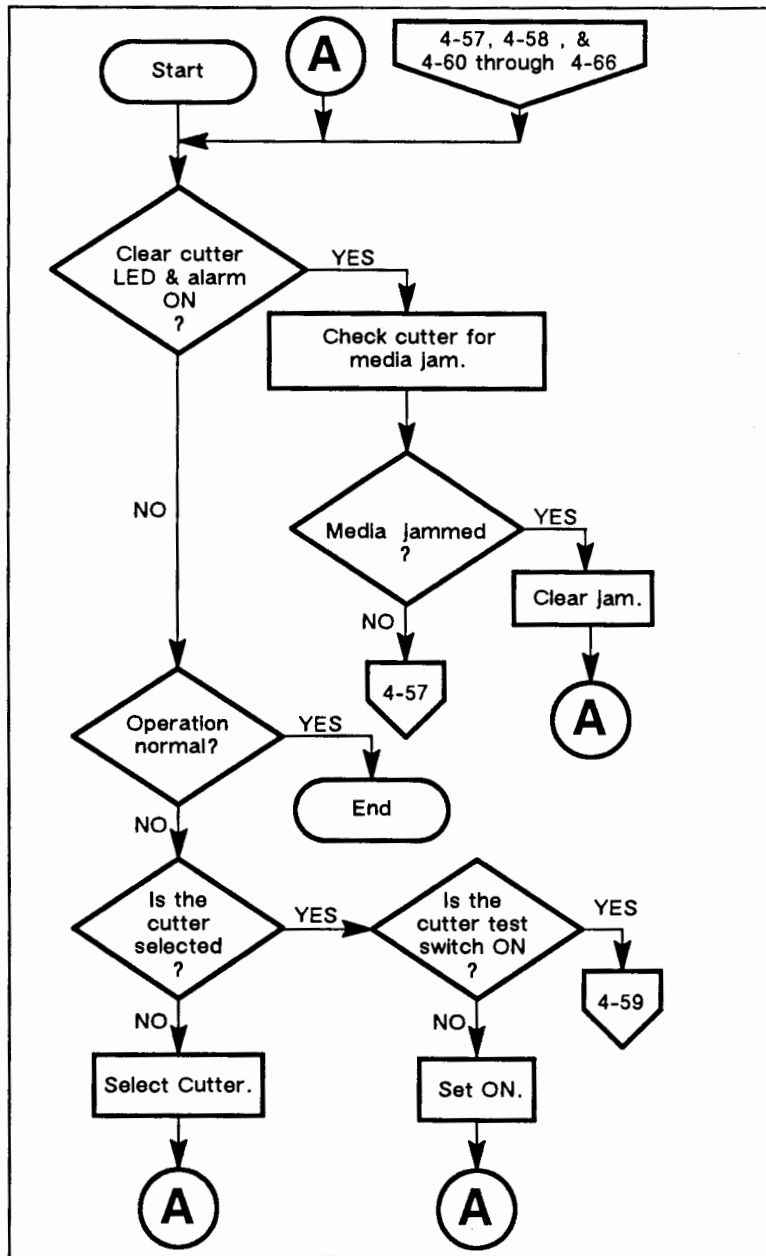 Start
A
4-57, 4-58 , &
4-60 through 4-66
Clear cutter
LED & alarm
ON
?
YES
Check cutter for
media jam.
NO
Media jammed
?
YES
Clear jam.
NO
4-57
A
Operation
normal?
YES
End
NO
Is the
cutter
selected
?
YES
Is the
cutter test
switch ON
?
YES
4-59
NO
Select Cutter.
NO
Set ON.
A
A